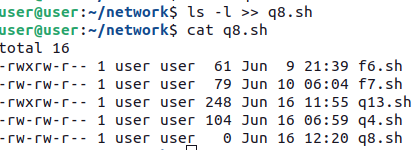 user@user:~/network$ ls -l >> q8.sh
user@user:~/network$ cat q8.sh
total 16
-rwxrw-r-- 1 user user  61 Jun  9 21:39 f6.sh
-rw-rw-r-- 1 user user  79 Jun 10 06:04 f7.sh
-rwxrw-r-- 1 user user 248 Jun 16 11:55 q13.sh
-rwxrw-r-- 1 user user 104 Jun 16 06:59 q4.sh
-rw-rw-r-- 1 user user   0 Jun 16 12:20 q8.sh